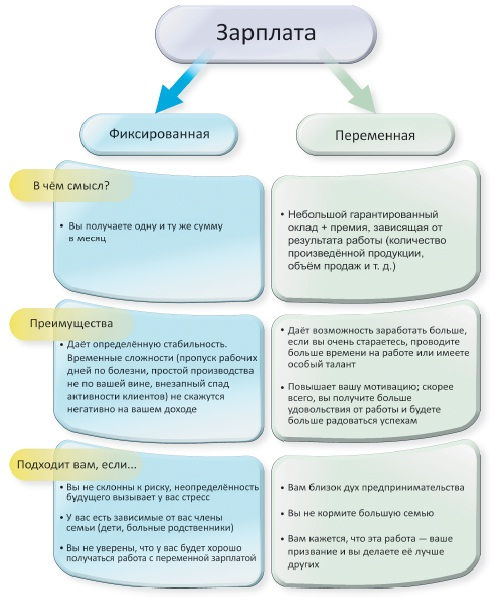 Зарплата
Фиксированная
Переменная
В чём смысл?
• Вы получаете одну и ту же сумму
в месяц
• Небольшой гарантированный
оклад + премия, зависящая от
результата работы (количество
произведённой продукции,
объём продаж и т. д.)
Преимущества
• Даёт определённую стабильность.
Временные сложности (пропуск рабочих
дней по болезни, простой производства
не по вашей вине, внезапный спад
активности клиентов) не скажутся
негативно на вашем доходе
• Даёт возможность заработать больше,
если вы очень стараетесь, проводите
больше времени на работе или имеете
особый талант
• Повышает вашу мотивацию; скорее
всего, вы получите больше
удовольствия от работы и будете
больше радоваться успехам
Подходит вам, если...
• Вы не склонны к риску, неопределённость
будущего вызывает у вас стресс
• У вас есть зависимые от вас члены
семьи (дети, больные родственники)
• Вы не уверены, что у вас будет хорошо
получаться работа с переменной зарплатой
• Вам близок дух предпринимательства
• Вы не кормите большую семью
• Вам кажется, что эта работа — ваше
призвание и вы делаете её лучше
других